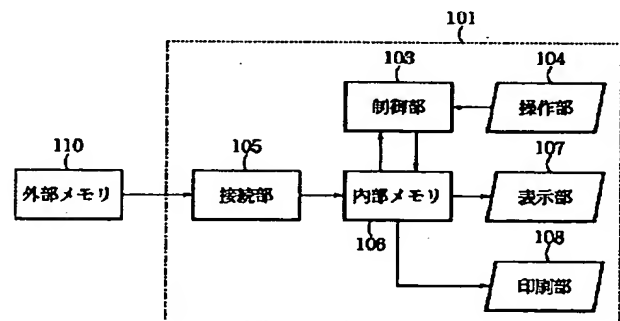 101
103
104
制御部
操作部
110
105
107
外部メモリ
接続部
内部メモリ
表示部
106
108
印刷部